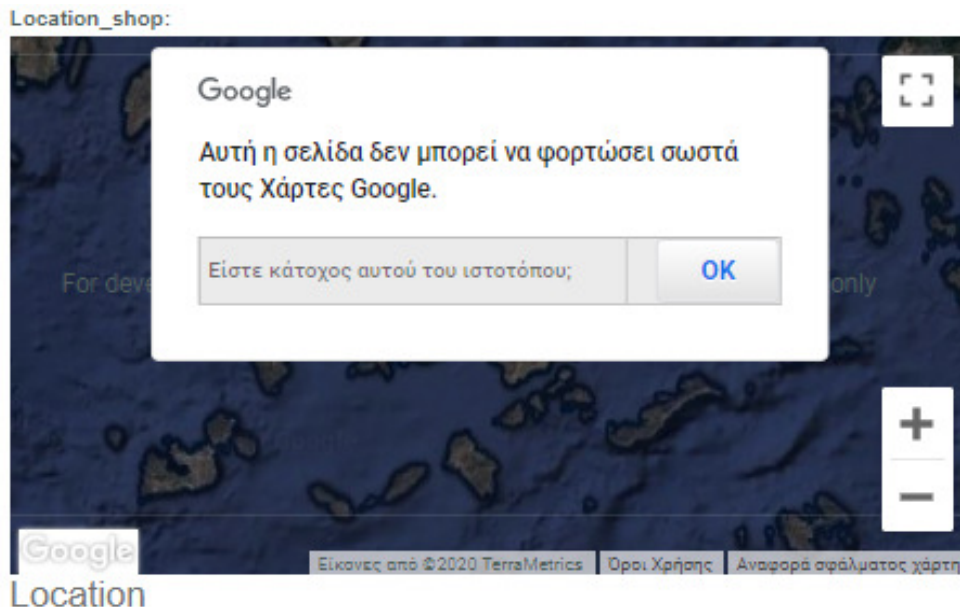 Location_shop:
Google
Αυτή η σελίδα δεν μπορεί να φορτώσει σωστά
τους Χάρτες Google.
Είστε κάτοχος αυτού του ιστοτόπου;
OK
For deve
only
Google
Εικόνες από ©2020 TerraMetrics
Όροι Χρήσης
Αναφορά σφάλματος χάρτη
Location